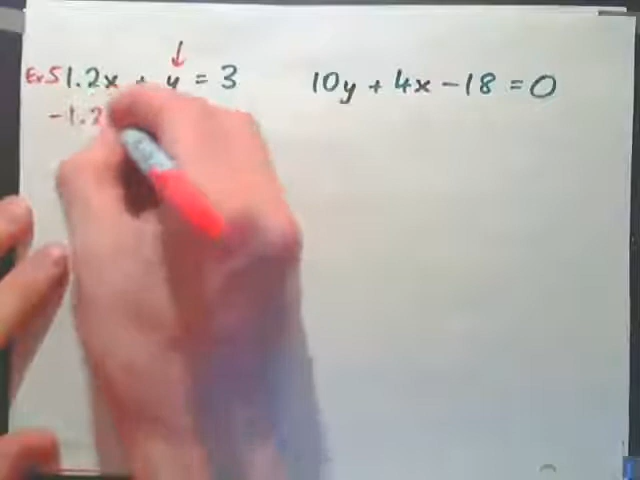 Ex5 1.2x + y = 3
-1.2
10y + 4x - 18 = 0